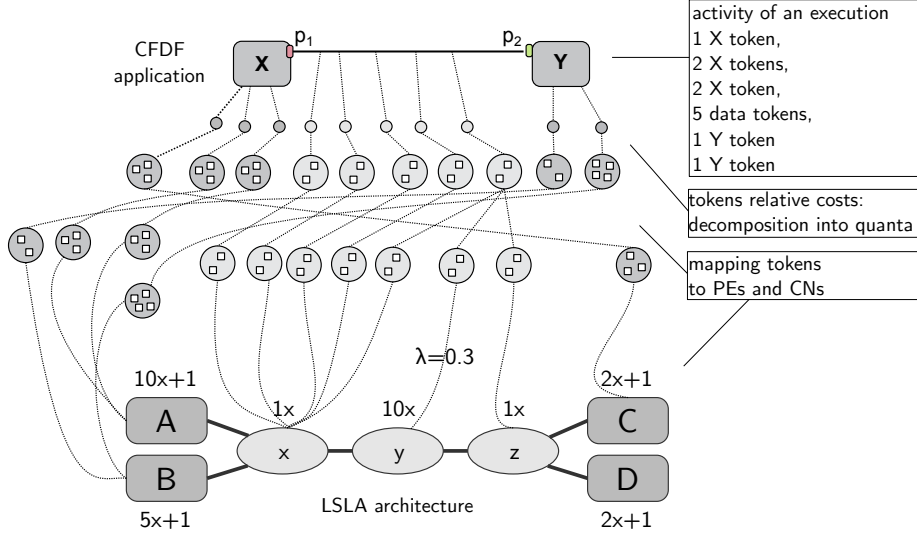 CFDF
application
X
p1
p2
Y
activity of an execution
1 X token,
2 X tokens,
2 X token,
5 data tokens,
1 Y token
1 Y token
tokens relative costs:
decomposition into quanta
mapping tokens
to PEs and CNs
λ=0.3
10x+1
1x
10x
1x
2x+1
A
C
x
y
z
B
D
5x+1
LSLA architecture
2x+1